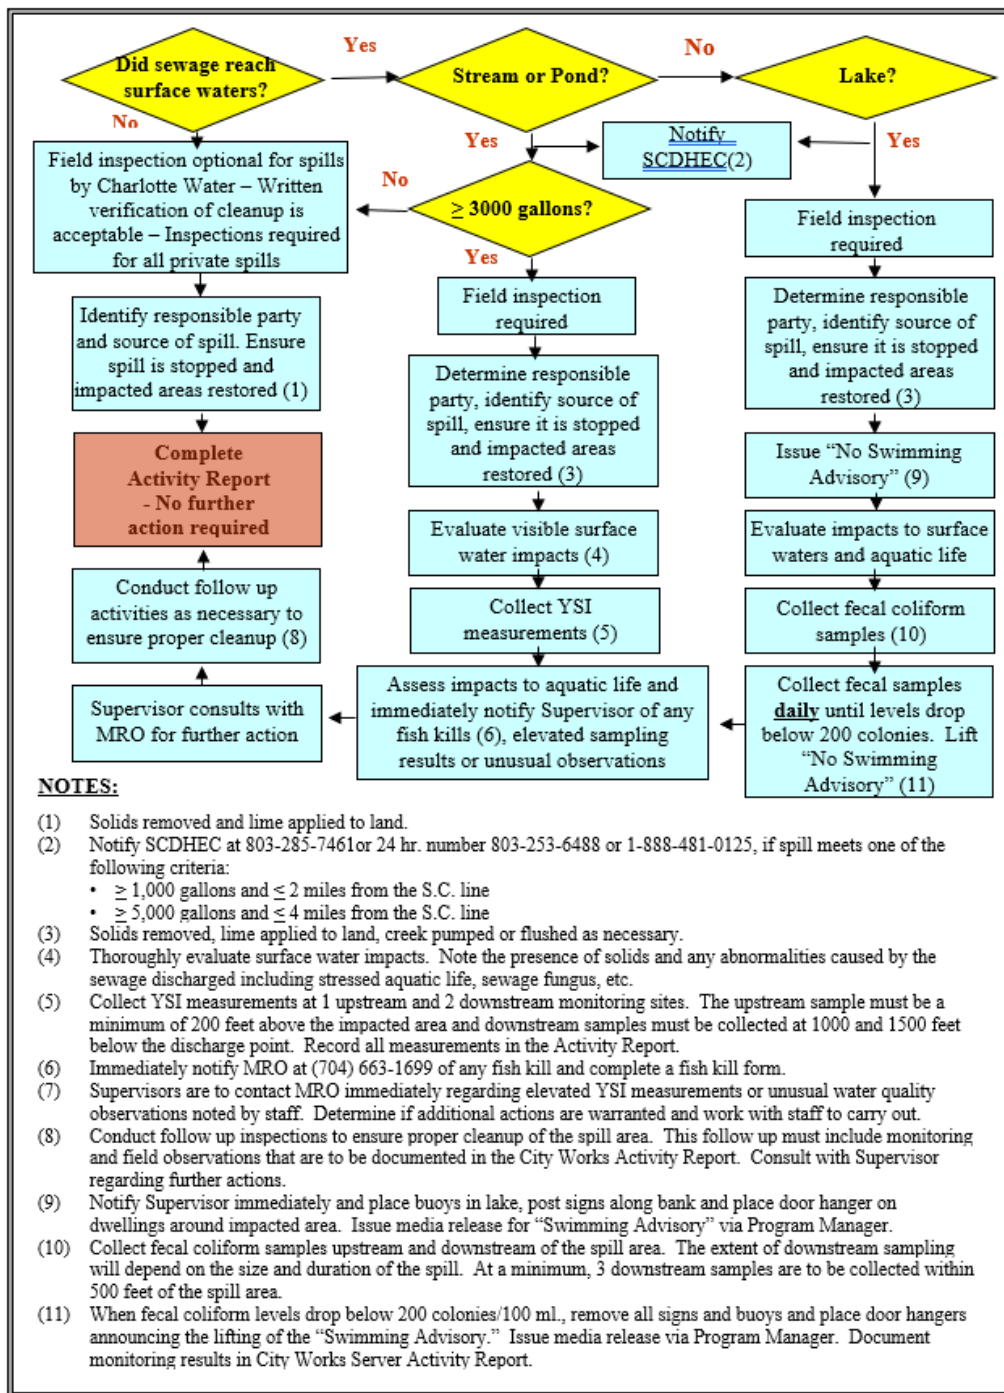 Did sewage reach
surface waters?
Yes
Stream or Pond?
No
Lake?
No
Yes
Notify
SCDHEC(2)
Yes
Field inspection optional for spills
by Charlotte Water – Written
verification of cleanup is
acceptable – Inspections required
for all private spills
No
≥ 3000 gallons?
Yes
Field inspection
required
Field inspection
required
Identify responsible party
and source of spill. Ensure
spill is stopped and
impacted areas restored (1)
Determine responsible
party, identify source of
spill, ensure it is stopped
and impacted areas
restored (3)
Determine responsible
party, identify source of
spill, ensure it is stopped
and impacted areas
restored (3)
Complete
Activity Report
- No further
action required
Issue “No Swimming
Advisory” (9)
Evaluate visible surface
water impacts (4)
Evaluate impacts to surface
waters and aquatic life
Conduct follow up
activities as necessary to
ensure proper cleanup (8)
Collect YSI
measurements (5)
Collect fecal coliform
samples (10)
Supervisor consults with
MRO for further action
Assess impacts to aquatic life and
immediately notify Supervisor of any
fish kills (6), elevated sampling
results or unusual observations
Collect fecal samples
daily until levels drop
below 200 colonies. Lift
“No Swimming
Advisory” (11)
NOTES:
(1) Solids removed and lime applied to land.
(2) Notify SCDHEC at 803-285-7461or 24 hr. number 803-253-6488 or 1-888-481-0125, if spill meets one of the
following criteria:
• ≥ 1,000 gallons and ≤ 2 miles from the S.C. line
• ≥ 5,000 gallons and ≤ 4 miles from the S.C. line
(3) Solids removed, lime applied to land, creek pumped or flushed as necessary.
(4) Thoroughly evaluate surface water impacts. Note the presence of solids and any abnormalities caused by the
sewage discharged including stressed aquatic life, sewage fungus, etc.
(5) Collect YSI measurements at 1 upstream and 2 downstream monitoring sites. The upstream sample must be a
minimum of 200 feet above the impacted area and downstream samples must be collected at 1000 and 1500 feet
below the discharge point. Record all measurements in the Activity Report.
(6) Immediately notify MRO at (704) 663-1699 of any fish kill and complete a fish kill form.
(7) Supervisors are to contact MRO immediately regarding elevated YSI measurements or unusual water quality
observations noted by staff. Determine if additional actions are warranted and work with staff to carry out.
(8) Conduct follow up inspections to ensure proper cleanup of the spill area. This follow up must include monitoring
and field observations that are to be documented in the City Works Activity Report. Consult with Supervisor
regarding further actions.
(9) Notify Supervisor immediately and place buoys in lake, post signs along bank and place door hanger on
dwellings around impacted area. Issue media release for “Swimming Advisory” via Program Manager.
(10) Collect fecal coliform samples upstream and downstream of the spill area. The extent of downstream sampling
will depend on the size and duration of the spill. At a minimum, 3 downstream samples are to be collected within
500 feet of the spill area.
(11) When fecal coliform levels drop below 200 colonies/100 ml., remove all signs and buoys and place door hangers
announcing the lifting of the “Swimming Advisory.” Issue media release via Program Manager. Document
monitoring results in City Works Server Activity Report.